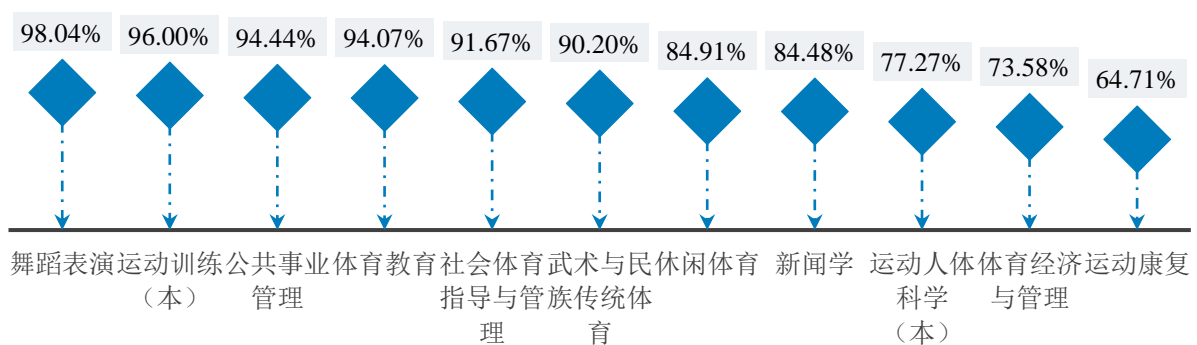 98.04% 96.00% 94.44% 94.07% 91.67% 90.20% 84.91% 84.48% 77.27% 73.58% 64.71%
舞蹈表演
运动训练
（本）
公共事业
管理
体育教育
社会体育
指导与管
理
武术与民
族传统体
育
休闲体育
新闻学
运动人体
科学
（本）
体育经济
与管理
运动康复